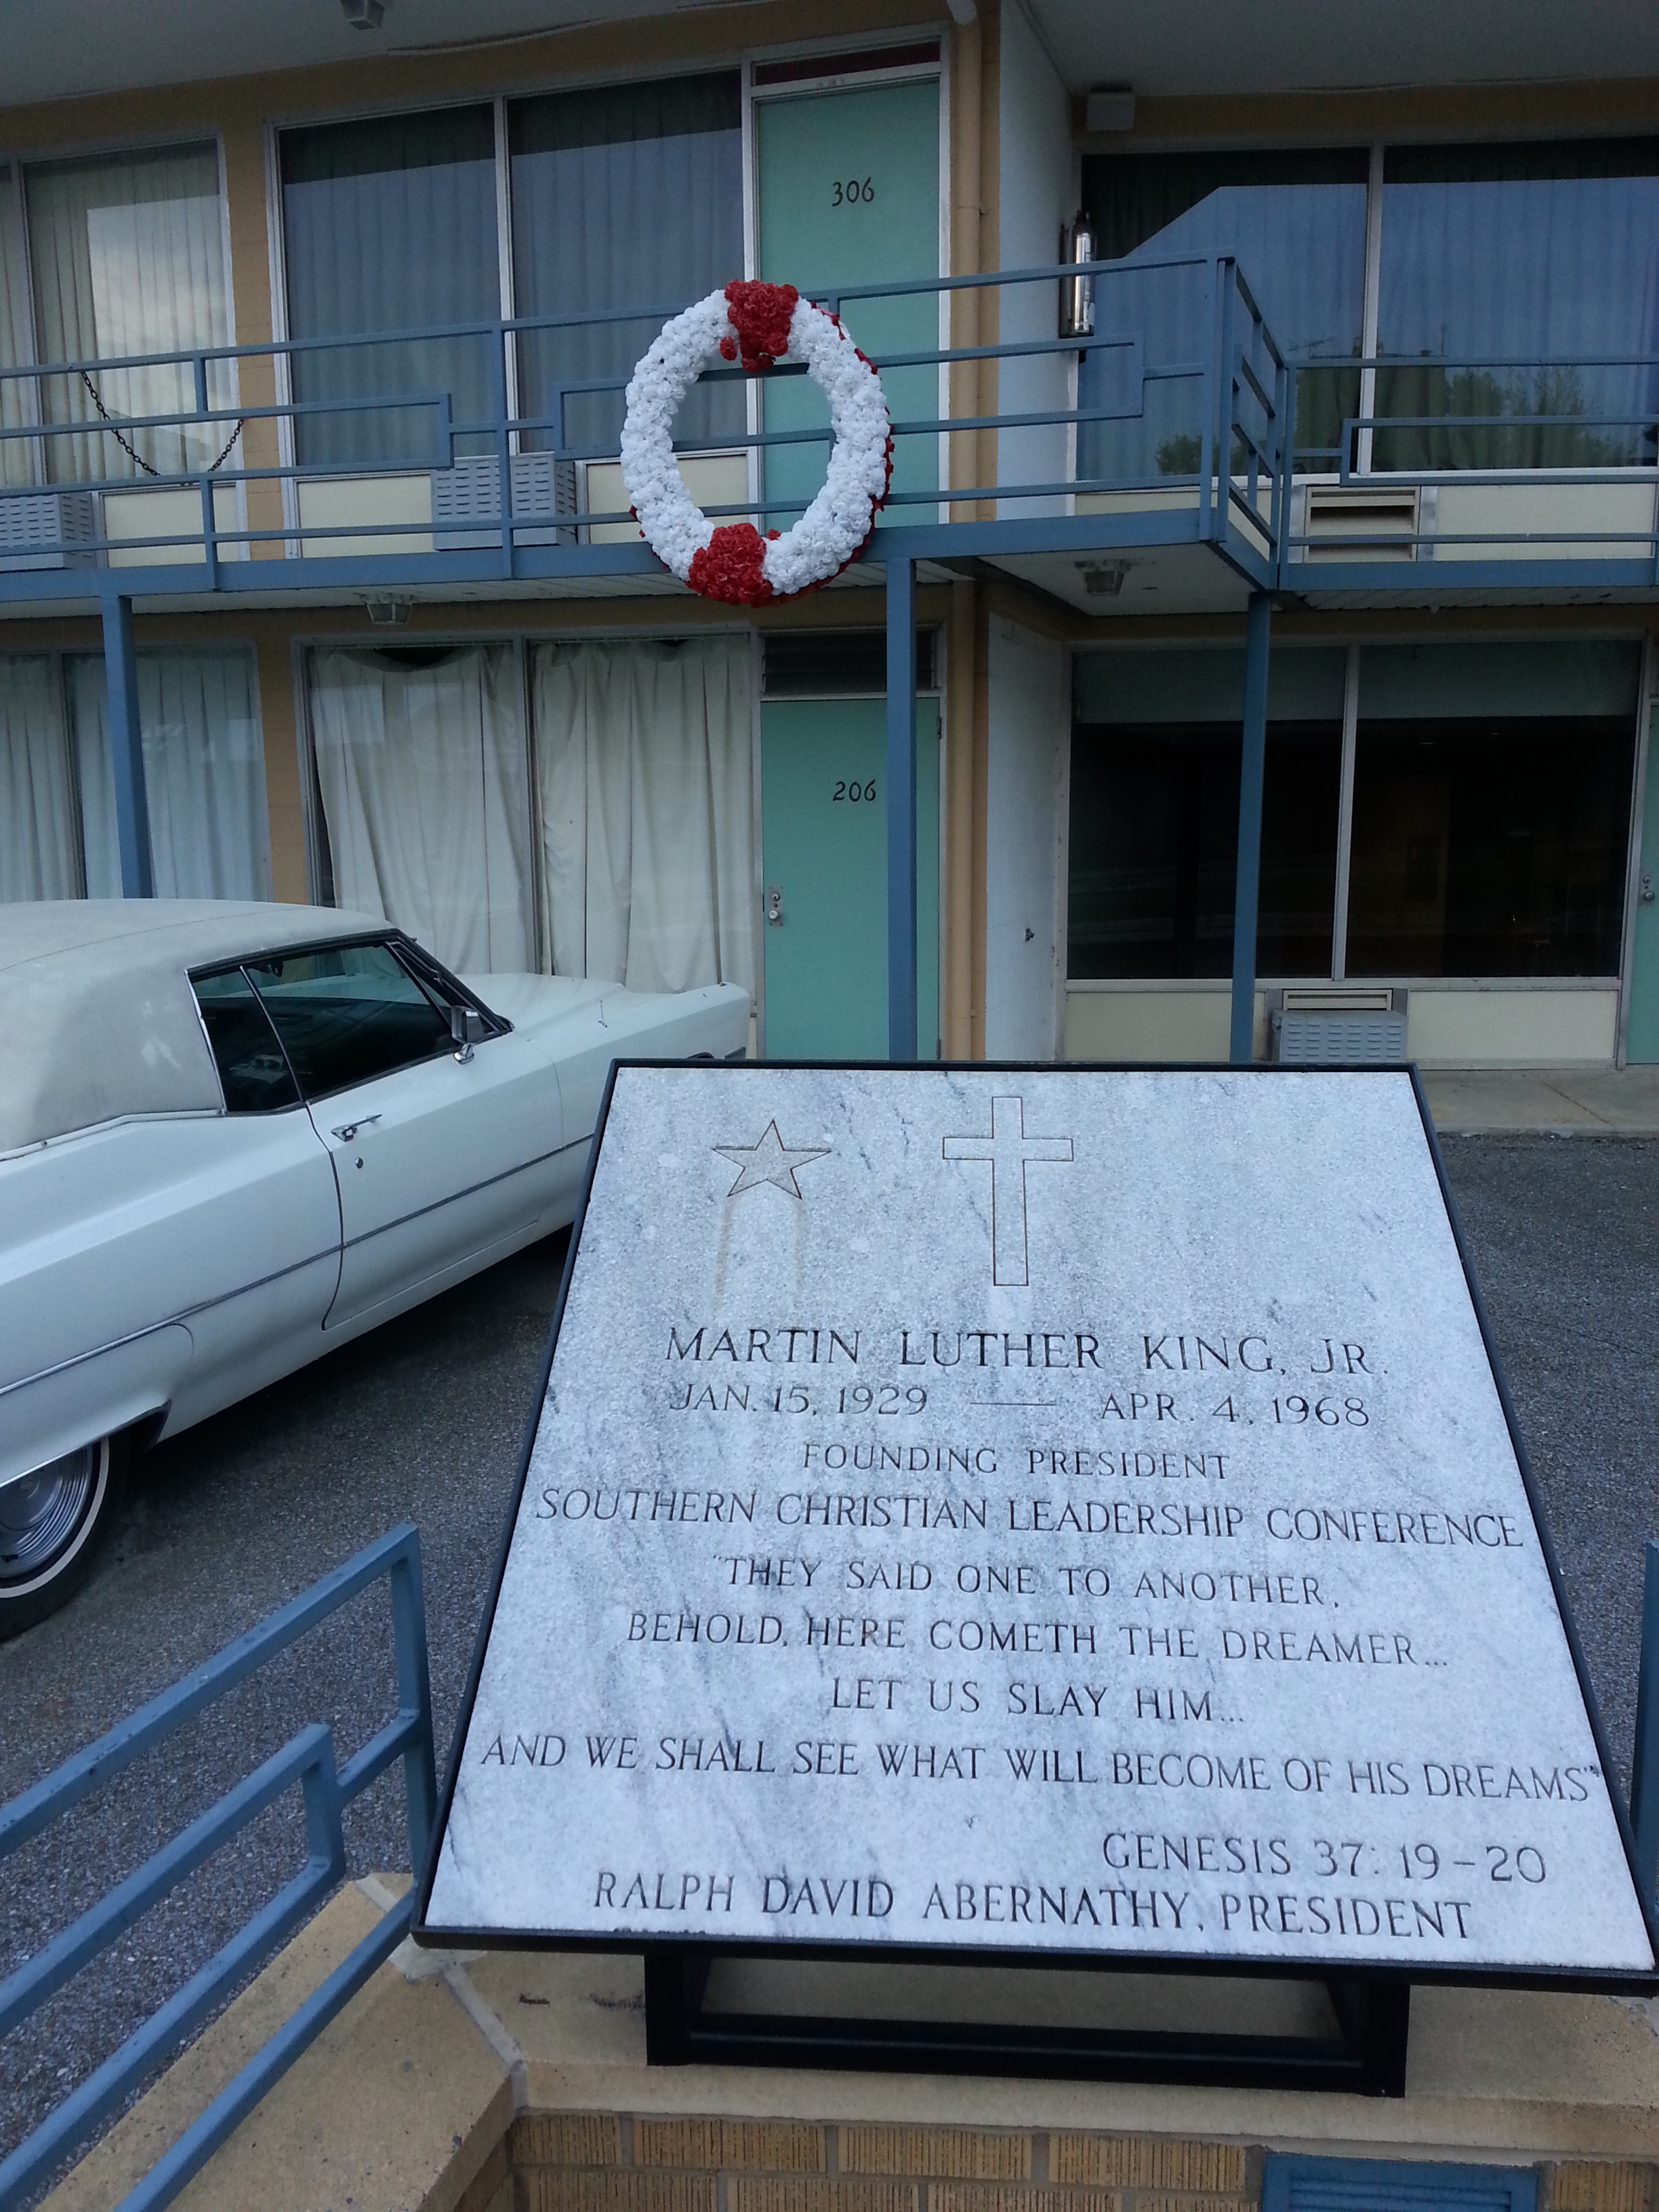 306
206
MARTIN LUTHER KING, JR.
JAN. 15, 1929 — APR. 4, 1968
FOUNDING PRESIDENT
SOUTHERN CHRISTIAN LEADERSHIP CONFERENCE
"THEY SAID ONE TO ANOTHER,
BEHOLD, HERE COMETH THE DREAMER...
LET US SLAY HIM...
AND WE SHALL SEE WHAT WILL BECOME OF HIS DREAMS"
GENESIS 37: 19-20
RALPH DAVID ABERNATHY, PRESIDENT